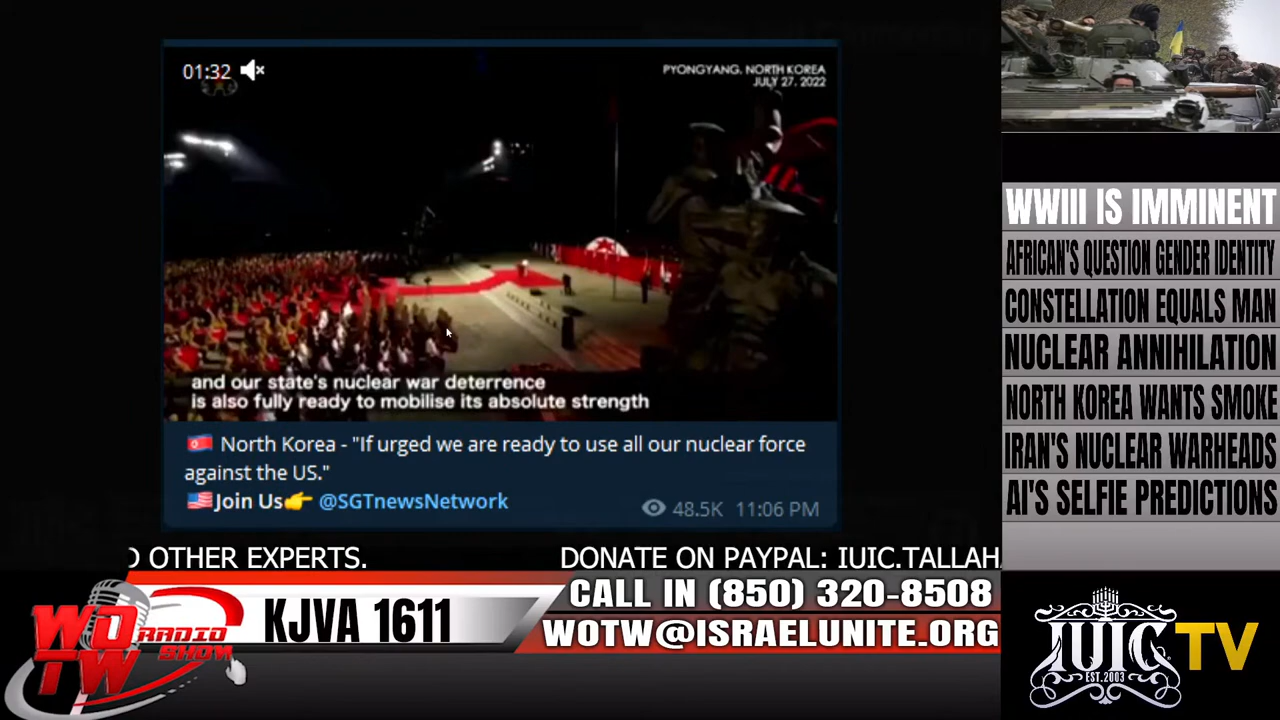 01:32
PYONGYANG, NORTH KOREA
JULY 27, 2022
and our state's nuclear war deterrence
is also fully ready to mobilise its absolute strength
🇰🇵 North Korea - "If urged we are ready to use all our nuclear force
against the US."
🇺🇸Join Us👉 @SGTnewsNetwork
48.5K 11:06 PM
WWIII IS IMMINENT
AFRICAN'S QUESTION GENDER IDENTITY
CONSTELLATION EQUALS MAN
NUCLEAR ANNIHILATION
NORTH KOREA WANTS SMOKE
IRAN'S NUCLEAR WARHEADS
AI'S SELFIE PREDICTIONS
OTHER EXPERTS.
DONATE ON PAYPAL: IUIC.TALLAH
CALL IN (850) 320-8508
WOTW@ISRAELUNITE.ORG
KJVA 1611
WOTW
RADIO
SHOW
IUIC TV
EST.2003